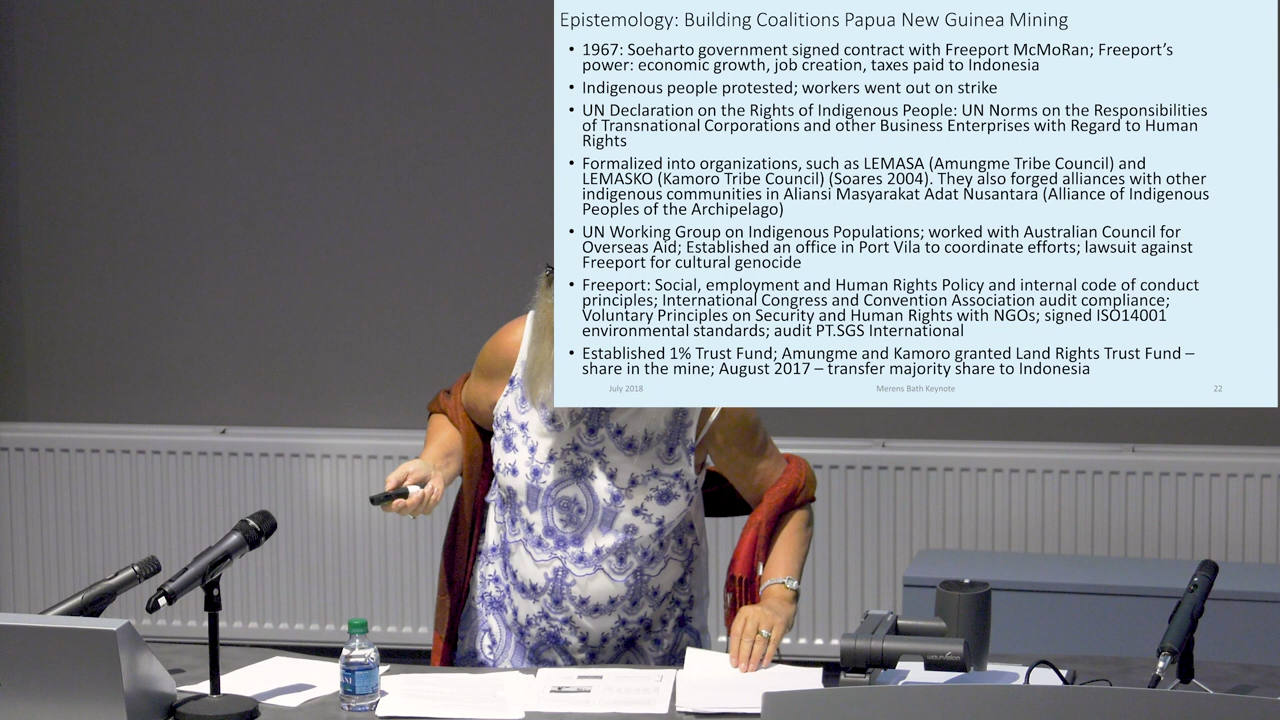 Epistemology: Building Coalitions Papua New Guinea Mining
• 1967: Soeharto government signed contract with Freeport McMoRan; Freeport's
power: economic growth, job creation, taxes paid to Indonesia
• Indigenous people protested; workers went out on strike
• UN Declaration on the Rights of Indigenous People: UN Norms on the Responsibilities
of Transnational Corporations and other Business Enterprises with Regard to Human
Rights
• Formalized into organizations, such as LEMASA (Amungme Tribe Council) and
LEMASKO (Kamoro Tribe Council) (Soares 2004). They also forged alliances with other
indigenous communities in Aliansi Masyarakat Adat Nusantara (Alliance of Indigenous
Peoples of the Archipelago)
• UN Working Group on Indigenous Populations; worked with Australian Council for
Overseas Aid; Established an office in Port Vila to coordinate efforts; lawsuit against
Freeport for cultural genocide
• Freeport: Social, employment and Human Rights Policy and internal code of conduct
principles; International Congress and Convention Association audit compliance;
Voluntary Principles on Security and Human Rights with NGOs; signed ISO14001
environmental standards; audit PT.SGS International
• Established 1% Trust Fund; Amungme and Kamoro granted Land Rights Trust Fund –
share in the mine; August 2017 – transfer majority share to Indonesia
July 2018 Merens Bath Keynote 22
wolfvision